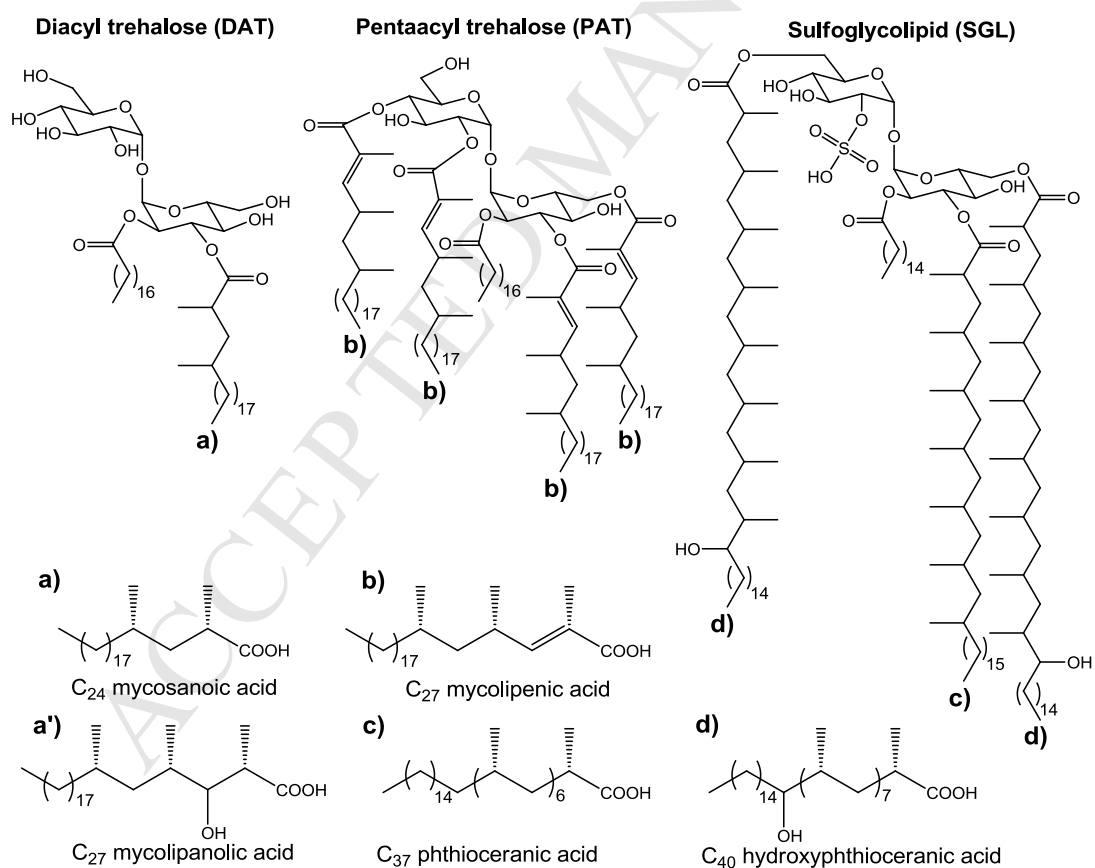 Diacyl trehalose (DAT)
Pentaacyl trehalose (PAT)
Sulfoglycolipid (SGL)
HO
HO
HO
HO
OH
O
O
O
OH
OH
O
O
O
O
16
17
a)
OH
O
O
HO
O
O
O
O
O
O
OH
O
O
O
O
O
O
17
b)
17
b)
16
17
b)
17
b)
O
O
HO
HO
O
O
O
S
O
O
HO
O
OH
O
O
O
O
O
O
14
HO
14
d)
15
c)
OH
14
d)
a)
17
COOH
C24 mycosanoic acid
b)
17
COOH
C27 mycolipenic acid
a')
17
OH
COOH
C27 mycolipanolic acid
c)
14
6
COOH
C37 phthioceranic acid
d)
14
OH
7
COOH
C40 hydroxyphthioceranic acid
ACCEPTED MAN